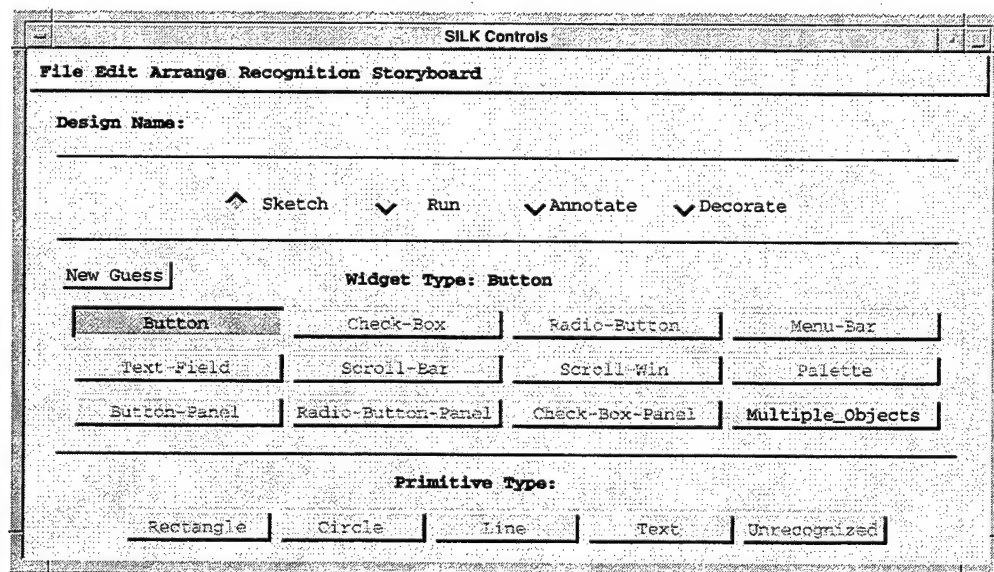 SILK Controls
File Edit Arrange Recognition Storyboard
Design Name:
Sketch Run Annotate Decorate
New Guess Widget Type: Button
Button Check-Box Radio-Button Menu-Bar
Text-Field Scroll-Bar Scroll-Win Palette
Button-Panel Radio-Button-Panel Check-Box-Panel Multiple_Objects
Primitive Type:
Rectangle Circle Line Text Unrecognized